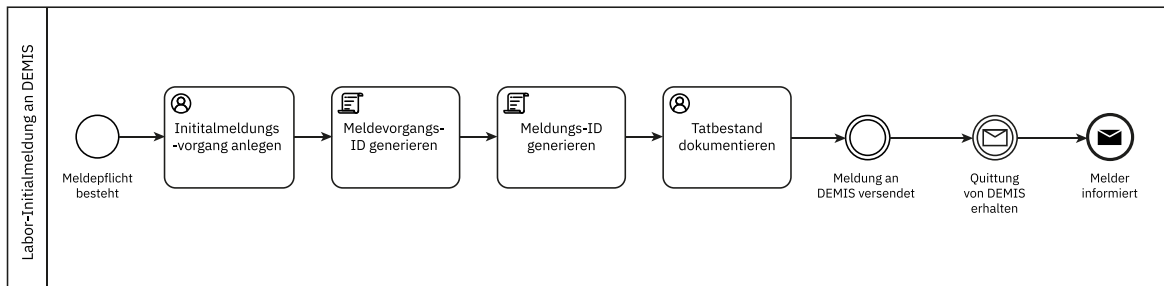 Labor-Initialmeldung an DEMIS
Meldepflicht
besteht
Inititalmeldungs
-vorgang anlegen
Meldevorgangs-
ID generieren
Meldungs-ID
generieren
Tatbestand
dokumentieren
Meldung an
DEMIS versendet
Quittung
von DEMIS
erhalten
Melder
informiert